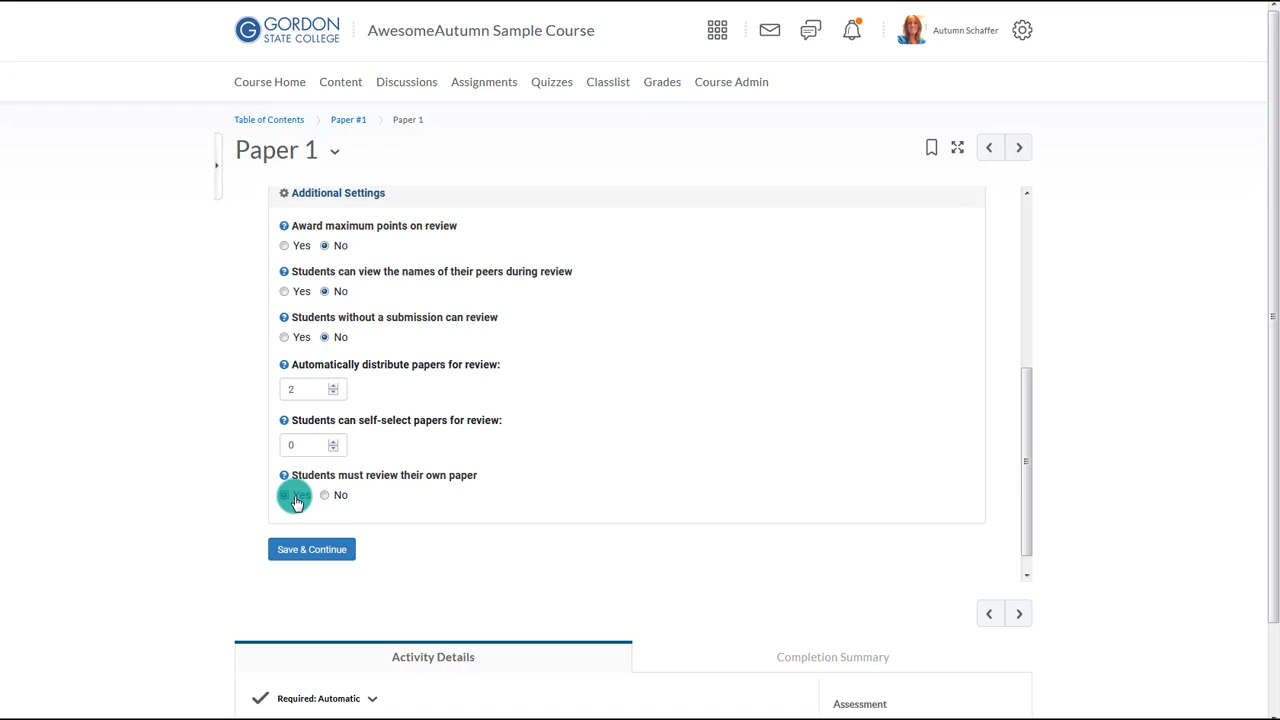 GORDON
STATE COLLEGE
AwesomeAutumn Sample Course
Autumn Schaffer
Course Home Content Discussions Assignments Quizzes Classlist Grades Course Admin
Table of Contents Paper #1 Paper 1
Paper 1
Additional Settings
Award maximum points on review
Yes No
Students can view the names of their peers during review
Yes No
Students without a submission can review
Yes No
Automatically distribute papers for review:
2
Students can self-select papers for review:
0
Students must review their own paper
Yes No
Save & Continue
Activity Details Completion Summary
Required: Automatic
Assessment